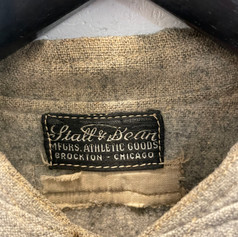 Stall & Dean
MFGRS. ATHLETIC GOODS
BROCKTON - CHICAGO